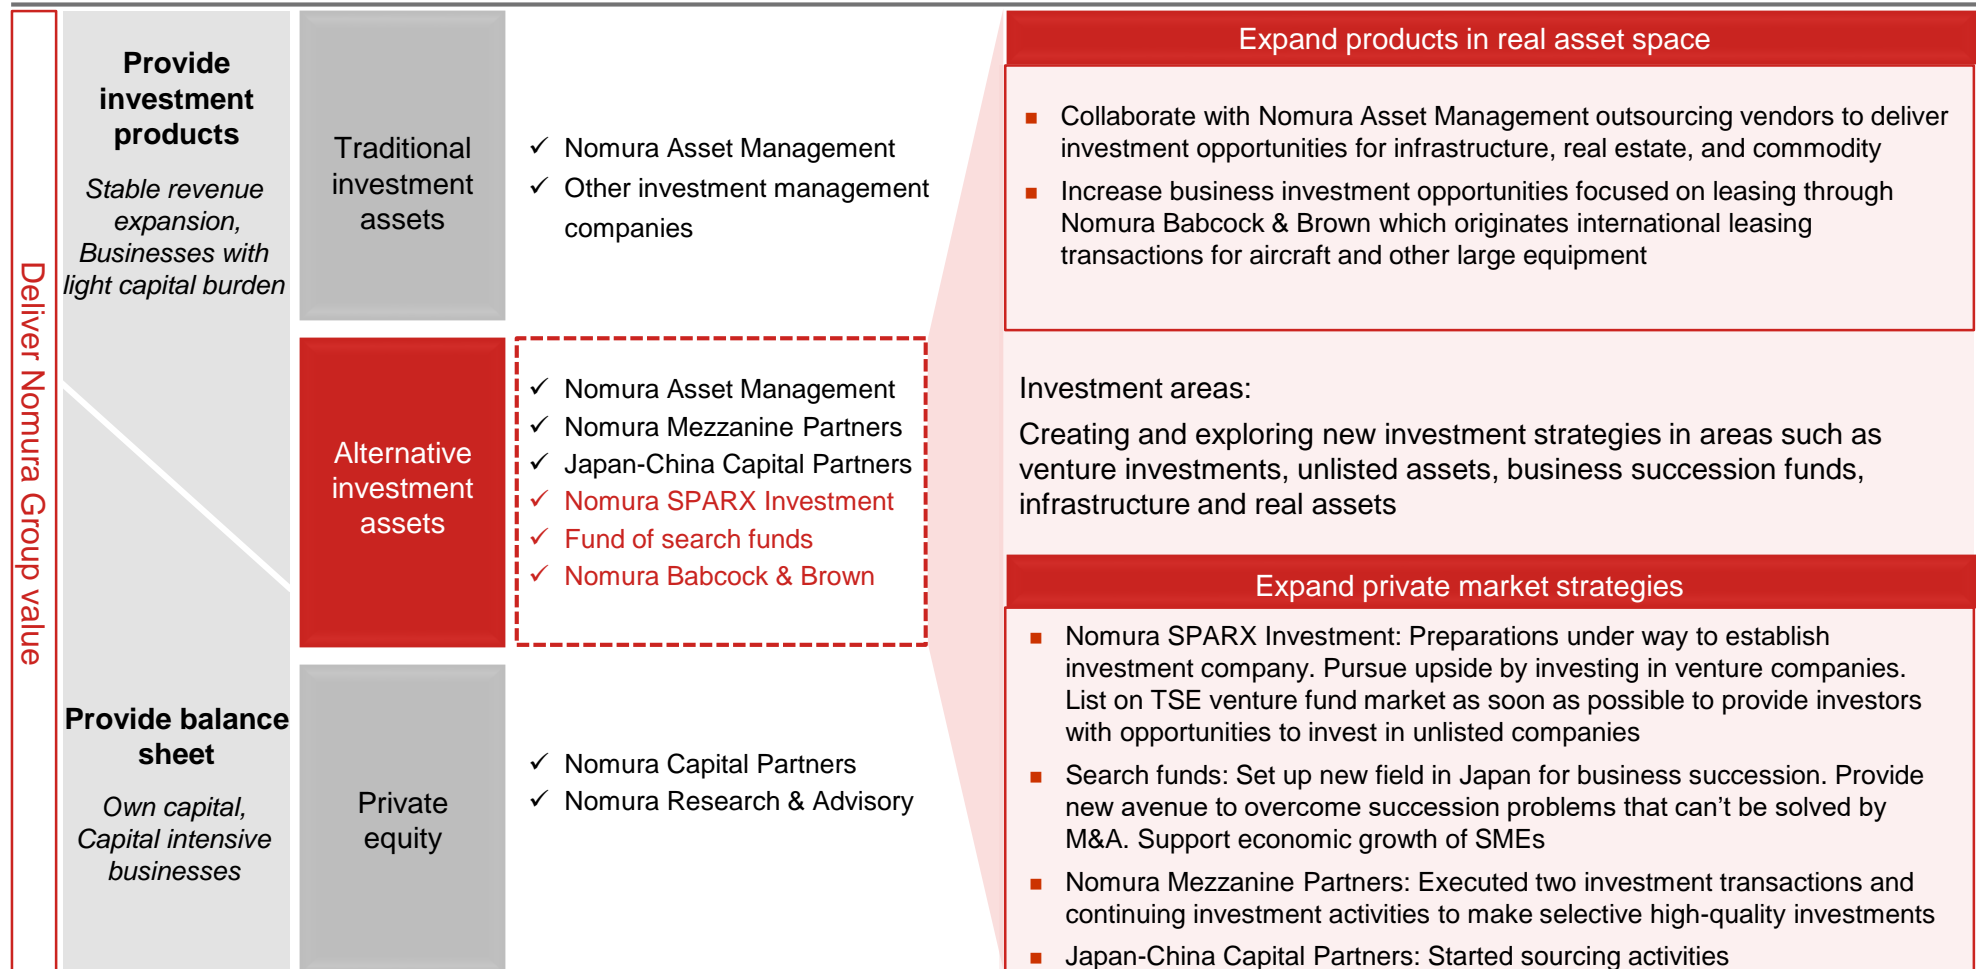 Deliver Nomura Group value
Provide
investment
products
Stable revenue
expansion,
Businesses with
light capital burden
Provide balance
sheet
Own capital,
Capital intensive
businesses
Traditional
investment
assets
✓ Nomura Asset Management
✓ Other investment management
companies
Alternative
investment
assets
✓ Nomura Asset Management
✓ Nomura Mezzanine Partners
✓ Japan-China Capital Partners
✓ Nomura SPARX Investment
✓ Fund of search funds
✓ Nomura Babcock & Brown
Private
equity
✓ Nomura Capital Partners
✓ Nomura Research & Advisory
Expand products in real asset space
■ Collaborate with Nomura Asset Management outsourcing vendors to deliver
investment opportunities for infrastructure, real estate, and commodity
■ Increase business investment opportunities focused on leasing through
Nomura Babcock & Brown which originates international leasing
transactions for aircraft and other large equipment
Investment areas:
Creating and exploring new investment strategies in areas such as
venture investments, unlisted assets, business succession funds,
infrastructure and real assets
Expand private market strategies
■ Nomura SPARX Investment: Preparations under way to establish
investment company. Pursue upside by investing in venture companies.
List on TSE venture fund market as soon as possible to provide investors
with opportunities to invest in unlisted companies
■ Search funds: Set up new field in Japan for business succession. Provide
new avenue to overcome succession problems that can’t be solved by
M&A. Support economic growth of SMEs
■ Nomura Mezzanine Partners: Executed two investment transactions and
continuing investment activities to make selective high-quality investments
■ Japan-China Capital Partners: Started sourcing activities